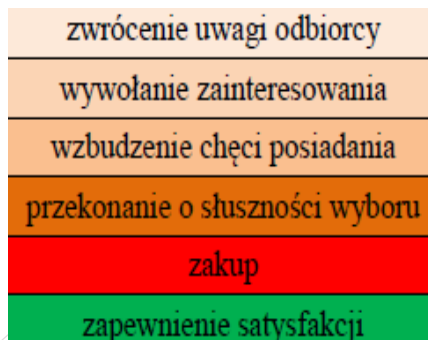 zwrócenie uwagi odbiorcy
wywołanie zainteresowania
wzbudzenie chęci posiadania
przekonanie o słuszności wyboru
zakup
zapewnienie satysfakcji